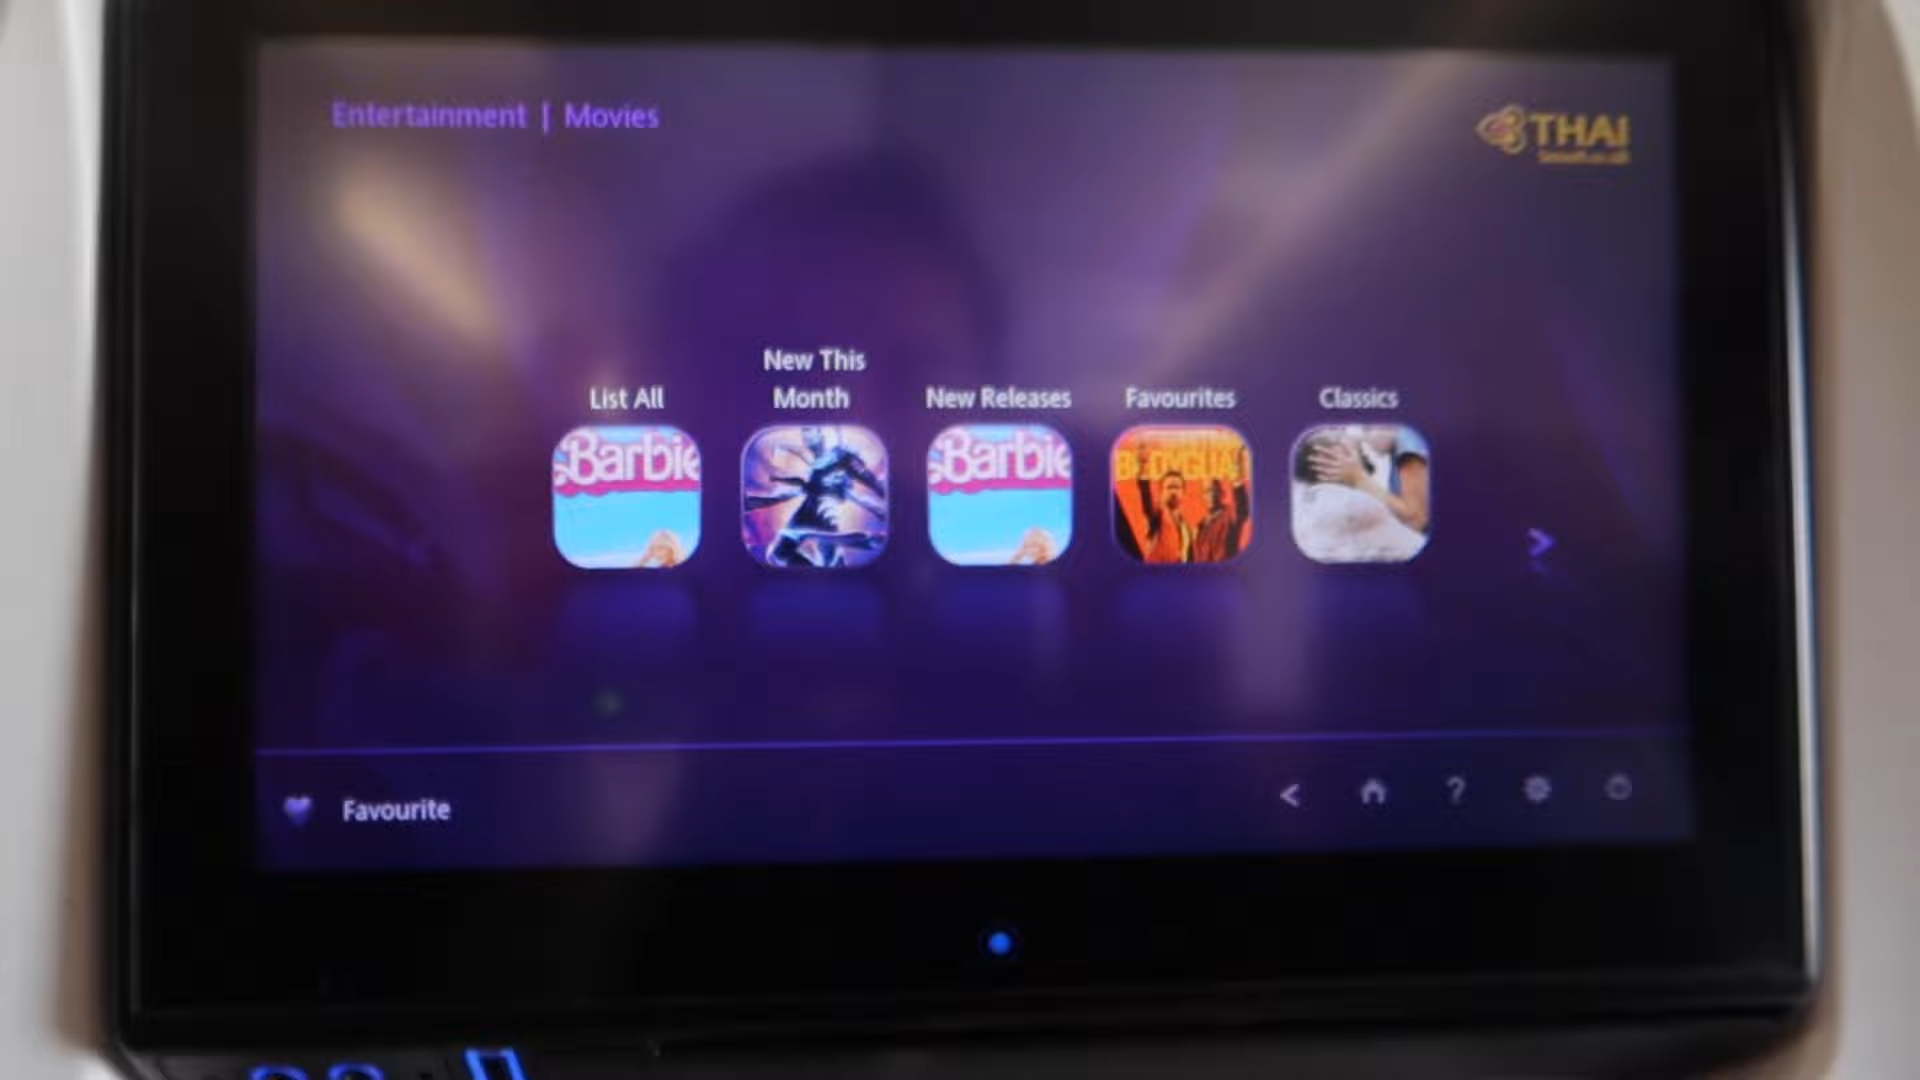 Entertainment | Movies
THAI
List All
New This
Month
New Releases
Favourites
Classics
Barbie
Barbie
Favourite